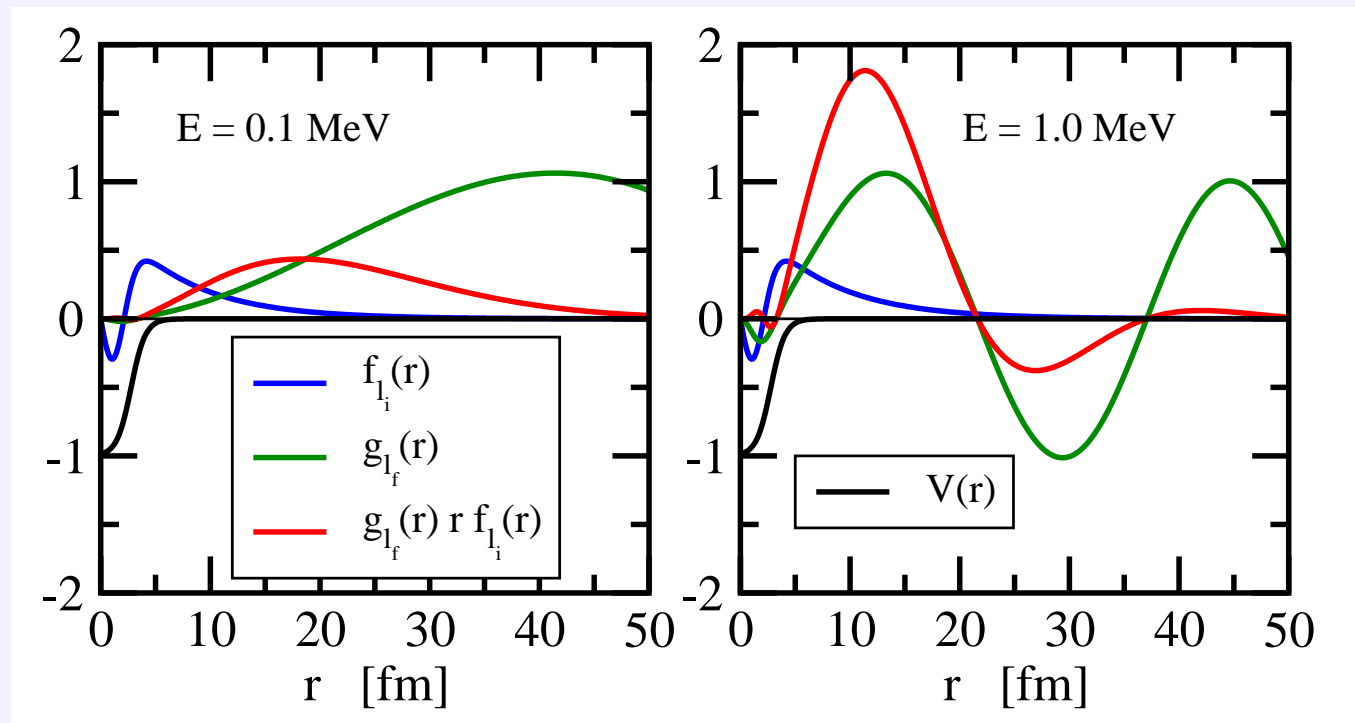 2
1
0
-1
-2
0
10
20
30
40
50
r [fm]
E = 0.1 MeV
f_{l_i}(r)
g_{l_f}(r)
g_{l_f}(r) r f_{l_i}(r)
2
1
0
-1
-2
0
10
20
30
40
50
r [fm]
E = 1.0 MeV
V(r)